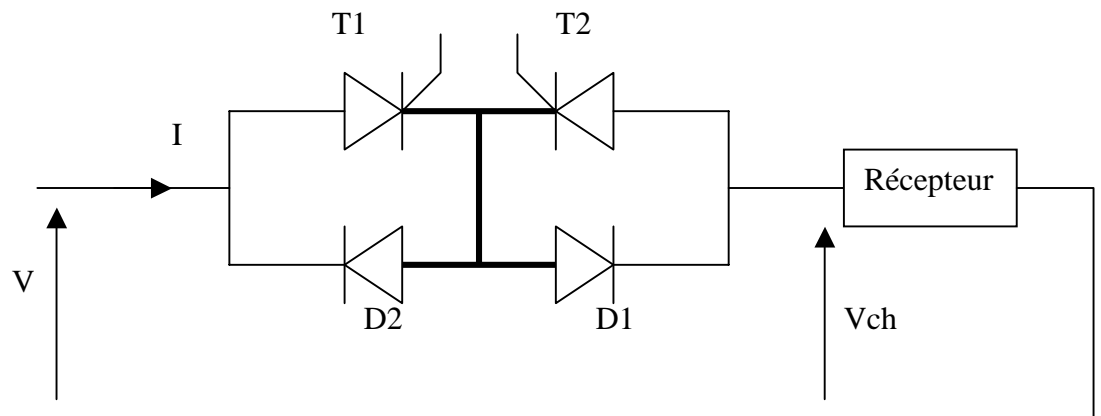 T1
T2
I
Récepteur
V
D2
D1
Vch